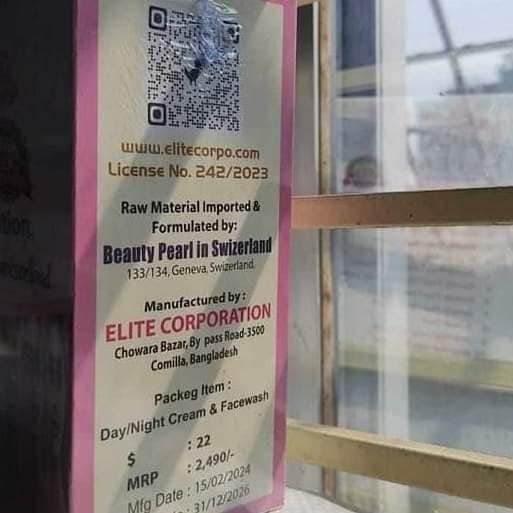 www.elitecorpo.com
License No. 242/2023
Raw Material Imported &
Formulated by:
Beauty Pearl in Swizerland
133/134, Geneva, Swizerland.
Manufactured by :
ELITE CORPORATION
Chowara Bazar, By pass Road-3500
Comilla, Bangladesh
Packeg Item :
Day/Night Cream & Facewash
$ : 22
MRP : 2,490/-
Mfg Date : 15/02/2024
: 31/12/2026